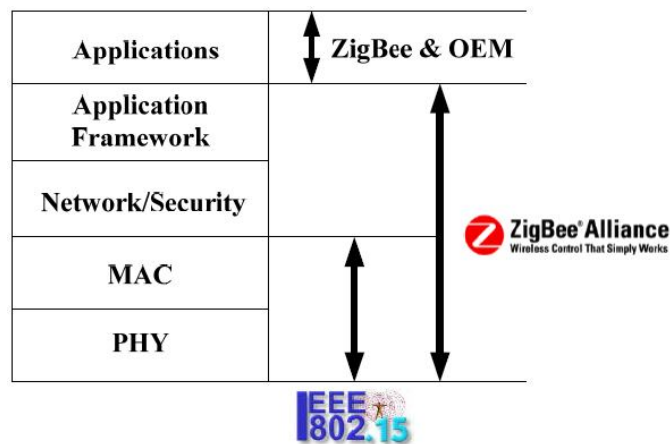 Applications
ZigBee & OEM
Application
Framework
Network/Security
ZigBee® Alliance
Wireless Control That Simply Works
MAC
PHY
IEEE
802.15